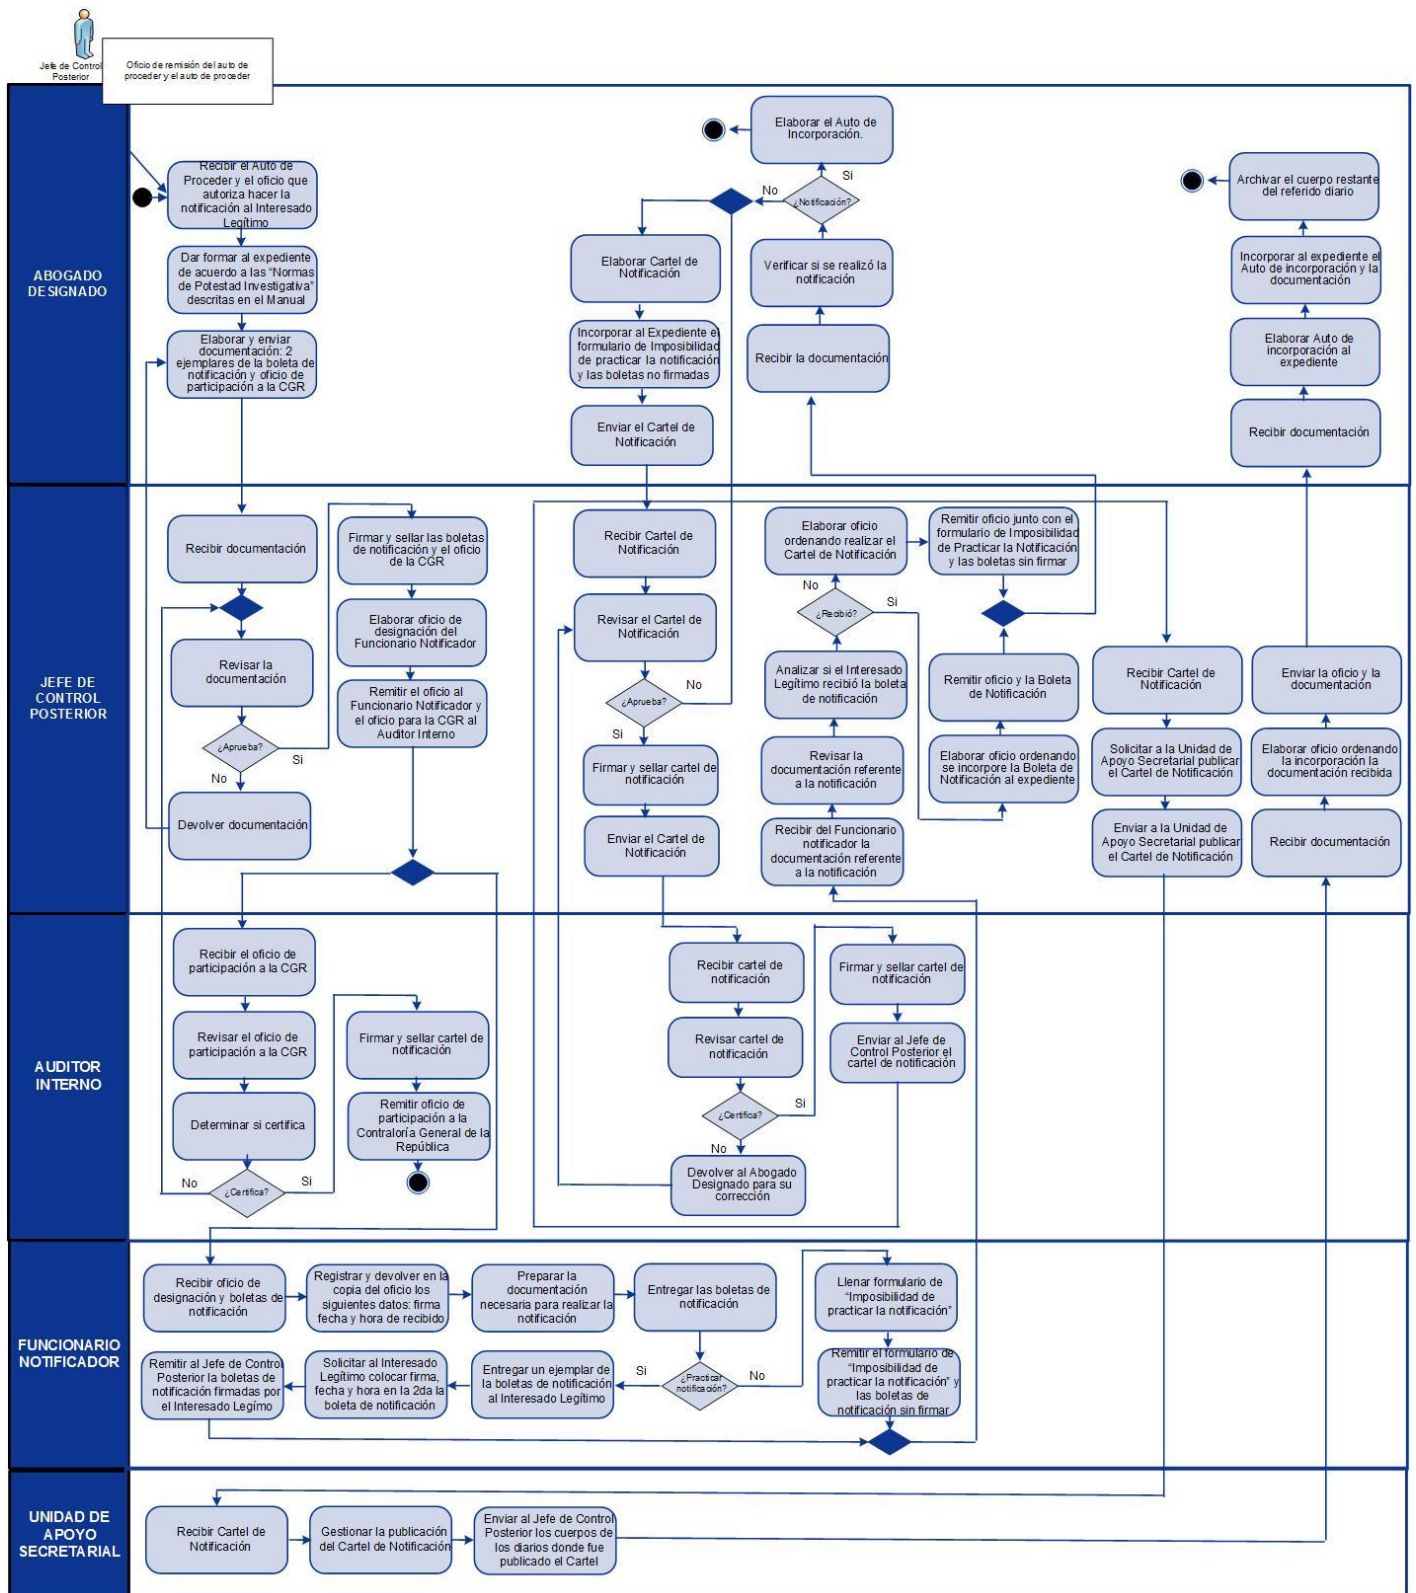 Jefe de Control
Posterior
Oficio de remisión del auto de
proceder y el auto de proceder
ABOGADO
DESIGNADO
Recibir el Auto de
Proceder y el oficio que
autoriza hacer la
notificación al Interesado
Legítimo
Dar formar al expediente
de acuerdo a las “Normas
de Potestad Investigativa”
descritas en el Manual
Elaborar y enviar
documentación: 2
ejemplares de la boleta de
notificación y oficio de
participación a la CGR
Elaborar el Auto de
Incorporación.
Si
No
¿Notificación?
Elaborar Cartel de
Notificación
Verificar si se realizó la
notificación
Incorporar al Expediente el
formulario de Imposibilidad
de practicar la notificación
y las boletas no firmadas
Recibir la documentación
Enviar el Cartel de
Notificación
Archivar el cuerpo restante
del referido diario
Incorporar al expediente el
Auto de incorporación y la
documentación
Elaborar Auto de
incorporación al
expediente
Recibir documentación
JEFE DE
CONTROL
POSTERIOR
Recibir documentación
Revisar la
documentación
¿Aprueba?
Si
No
Devolver documentación
Firmar y sellar las boletas
de notificación y el oficio
de la CGR
Elaborar oficio de
designación del
Funcionario Notificador
Remitir el oficio al
Funcionario Notificador y
el oficio para la CGR al
Auditor Interno
Recibir Cartel de
Notificación
Revisar el Cartel de
Notificación
No
¿Aprueba?
Si
Firmar y sellar cartel de
notificación
Enviar el Cartel de
Notificación
Elaborar oficio
ordenando realizar el
Cartel de Notificación
No
¿Recibió?
Si
Analizar si el Interesado
Legítimo recibió la boleta
de notificación
Revisar la
documentación referente
a la notificación
Recibir del Funcionario
notificador la
documentación referente
a la notificación
Remitir oficio junto con el
formulario de Imposibilidad
de Practicar la Notificación
y las boletas sin firmar
Remitir oficio y la Boleta
de Notificación
Elaborar oficio ordenando
se incorpore la Boleta de
Notificación al expediente
Recibir Cartel de
Notificación
Solicitar a la Unidad de
Apoyo Secretarial publicar
el Cartel de Notificación
Enviar a la Unidad de
Apoyo Secretarial publicar
el Cartel de Notificación
Enviar la oficio y la
documentación
Elaborar oficio ordenando
la incorporación la
documentación recibida
Recibir documentación
AUDITOR
INTERNO
Recibir el oficio de
participación a la CGR
Revisar el oficio de
participación a la CGR
Determinar si certifica
No
¿Certifica?
Si
Firmar y sellar cartel de
notificación
Remitir oficio de
participación a la
Contraloría General de la
República
Recibir cartel de
notificación
Revisar cartel de
notificación
¿Certifica?
Si
No
Devolver al Abogado
Designado para su
corrección
Firmar y sellar cartel de
notificación
Enviar al Jefe de
Control Posterior el
cartel de notificación
FUNCIONARIO
NOTIFICADOR
Recibir oficio de
designación y boletas de
notificación
Registrar y devolver en la
copia del oficio los
siguientes datos: firma
fecha y hora de recibido
Preparar la
documentación
necesaria para realizar la
notificación
Entregar las boletas de
notificación
Llenar formulario de
“Imposibilidad de
practicar la notificación”
Remitir al Jefe de Control
Posterior la boletas de
notificación firmadas por
el Interesado Legímo
Solicitar al Interesado
Legítimo colocar firma,
fecha y hora en la 2da la
boleta de notificación
Entregar un ejemplar de
la boletas de notificación
al Interesado Legítimo
Si
¿Practicar
notificación?
No
Remitir el formulario de
“Imposibilidad de
practicar la notificación” y
las boletas de
notificación sin firmar
UNIDAD DE
APOYO
SECRETARIAL
Recibir Cartel de
Notificación
Gestionar la publicación
del Cartel de Notificación
Enviar al Jefe de Control
Posterior los cuerpos de
los diarios donde fue
publicado el Cartel